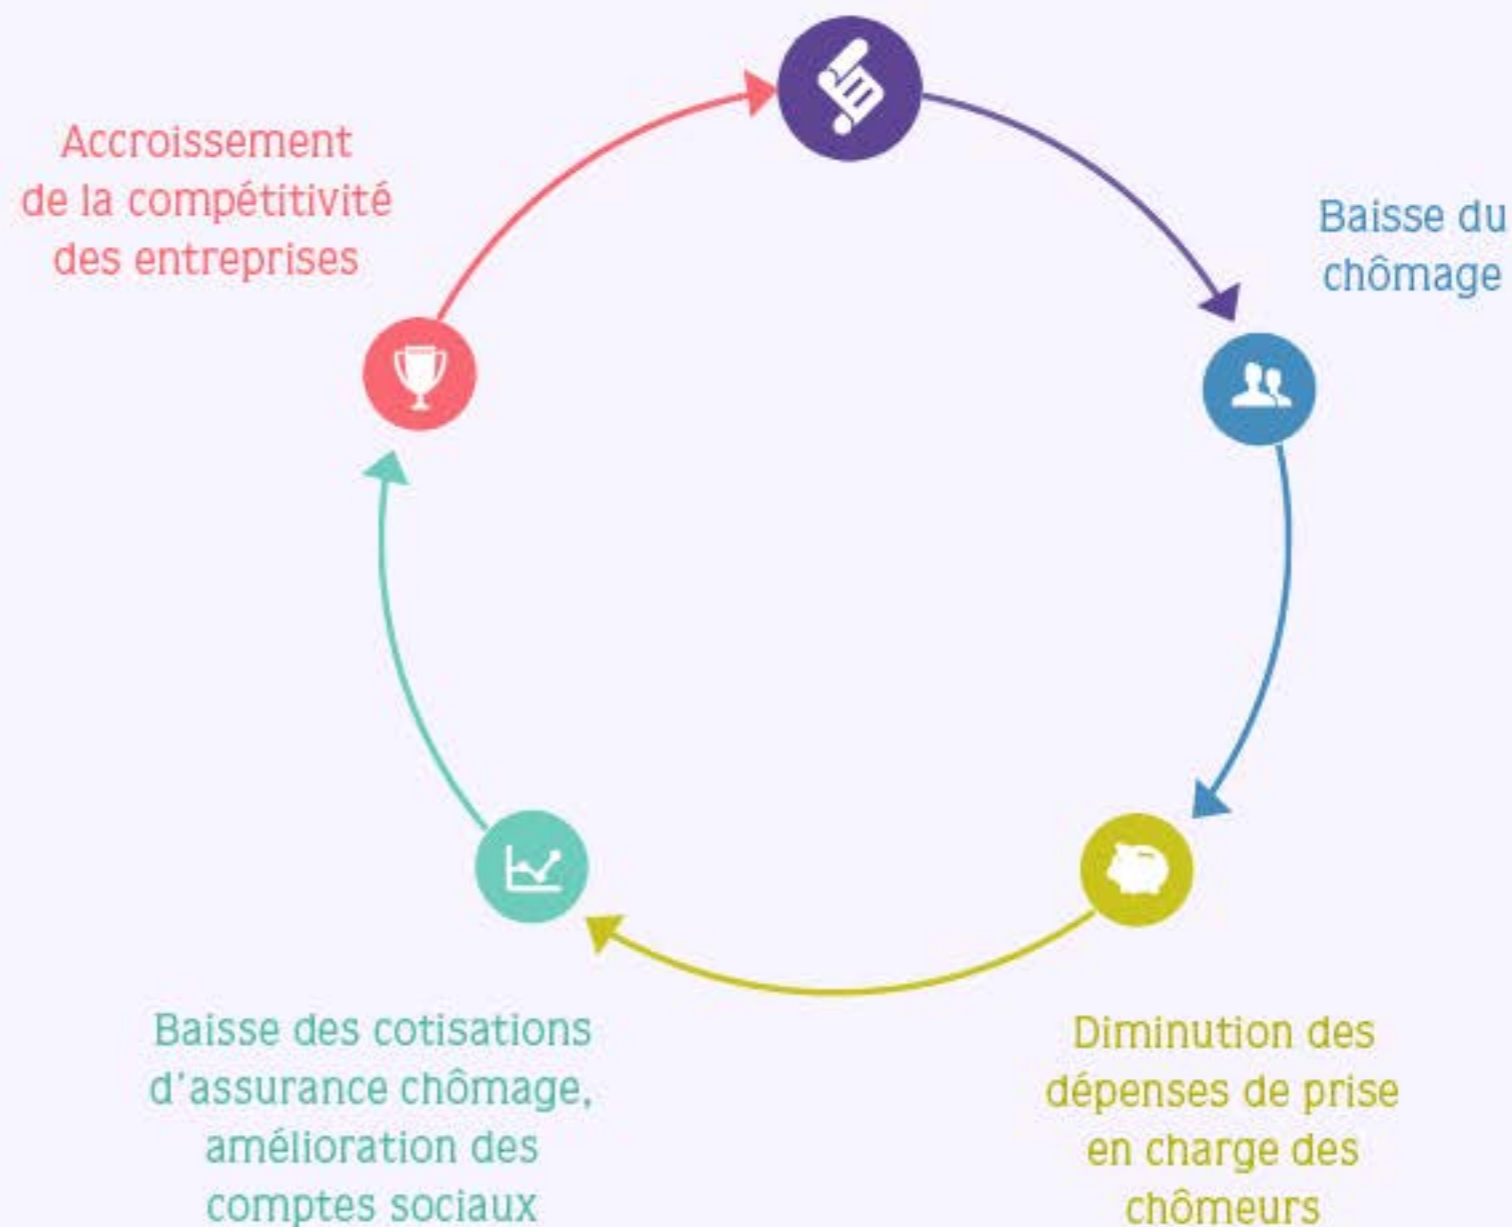 Accroissement
de la compétitivité
des entreprises
Baisse du
chômage
Diminution des
dépenses de prise
en charge des
chômeurs
Baisse des cotisations
d'assurance chômage,
amélioration des
comptes sociaux